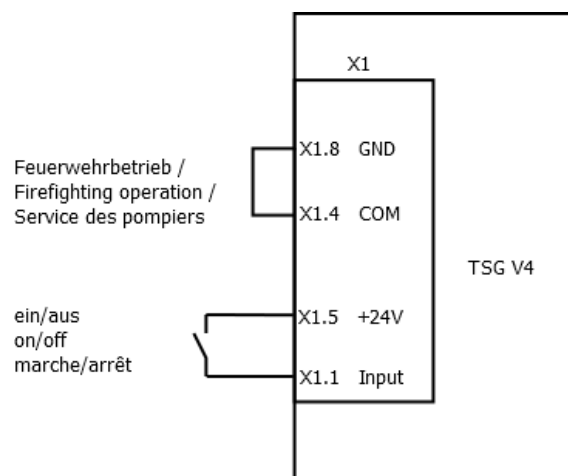 X1
X1.8 GND
Feuerwehrbetrieb /
Firefighting operation /
Service des pompiers
X1.4 COM
TSG V4
ein/aus
on/off
marche/arrêt
X1.5 +24V
X1.1 Input